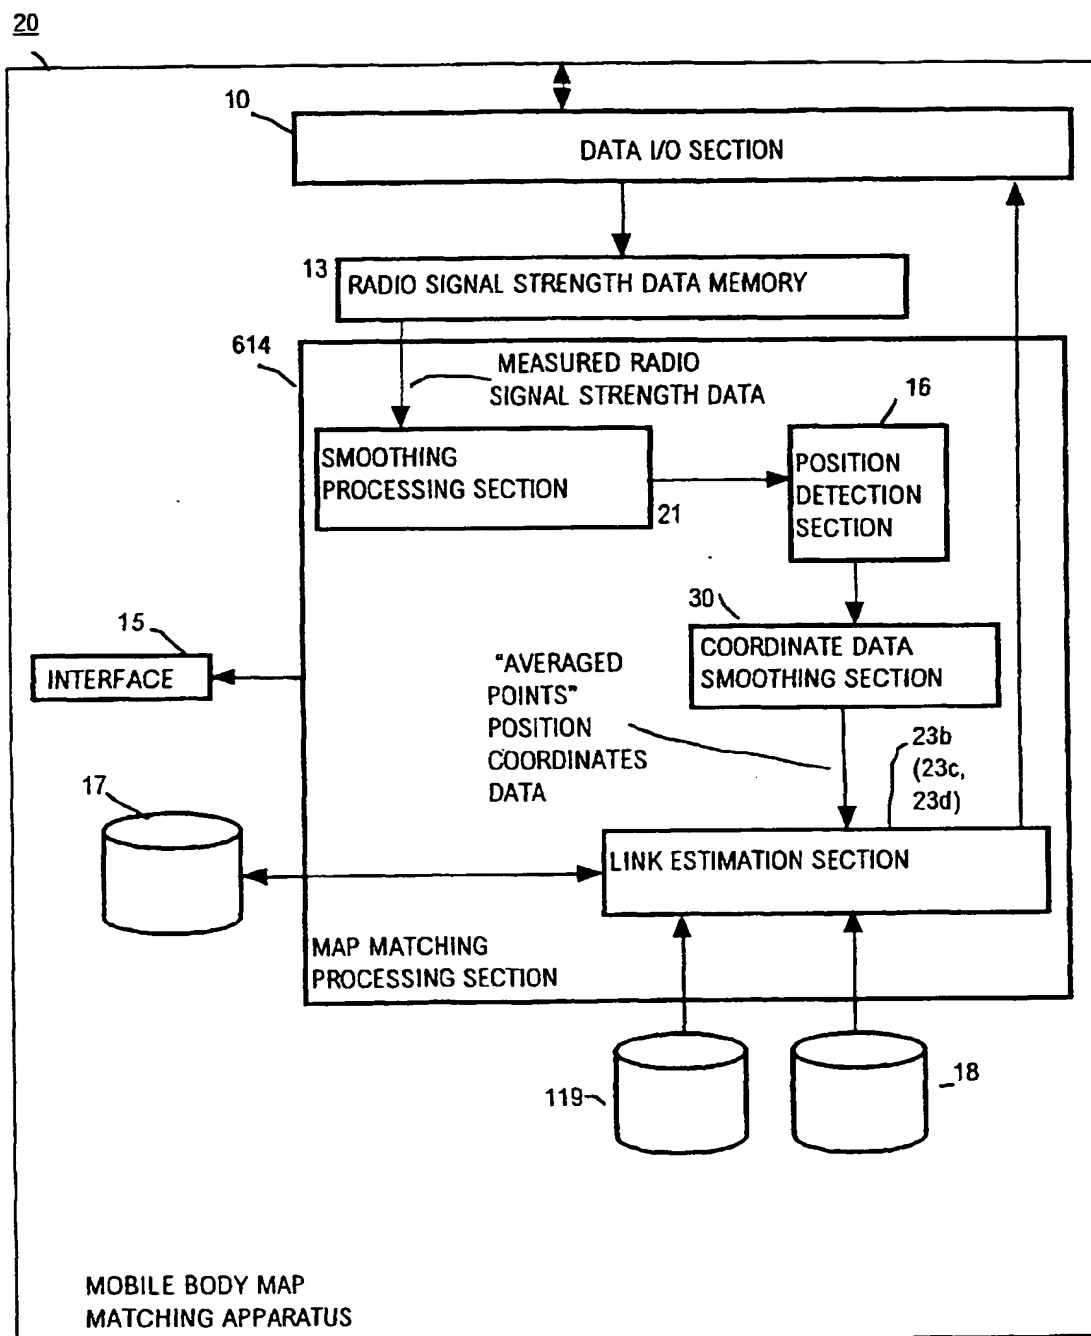 20
10
DATA I/O SECTION
13
RADIO SIGNAL STRENGTH DATA MEMORY
614
MEASURED RADIO
SIGNAL STRENGTH DATA
16
SMOOTHING
PROCESSING SECTION
21
POSITION
DETECTION
SECTION
30
COORDINATE DATA
SMOOTHING SECTION
15
INTERFACE
"AVERAGED
POINTS"
POSITION
COORDINATES
DATA
23b
(23c,
23d)
17
LINK ESTIMATION SECTION
MAP MATCHING
PROCESSING SECTION
119
18
MOBILE BODY MAP
MATCHING APPARATUS